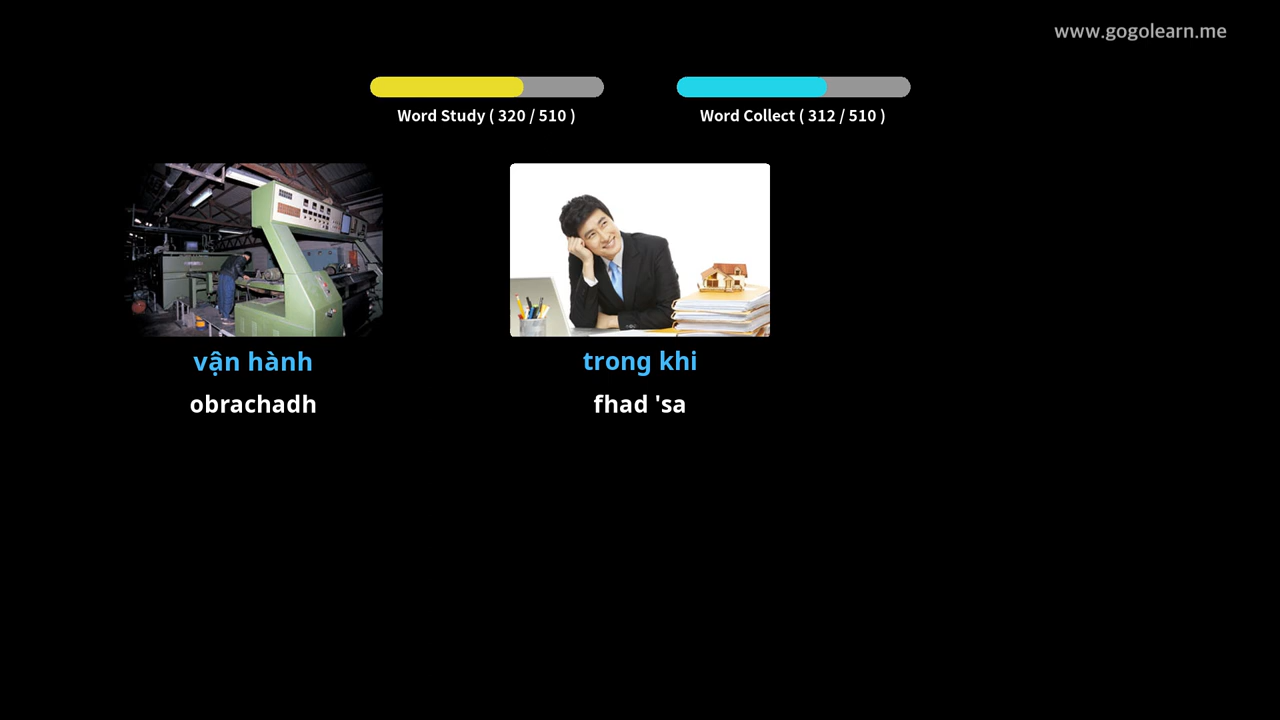 www.gogolearn.me
Word Study ( 320 / 510 )
Word Collect ( 312 / 510 )
vận hành
obrachadh
trong khi
fhad 'sa